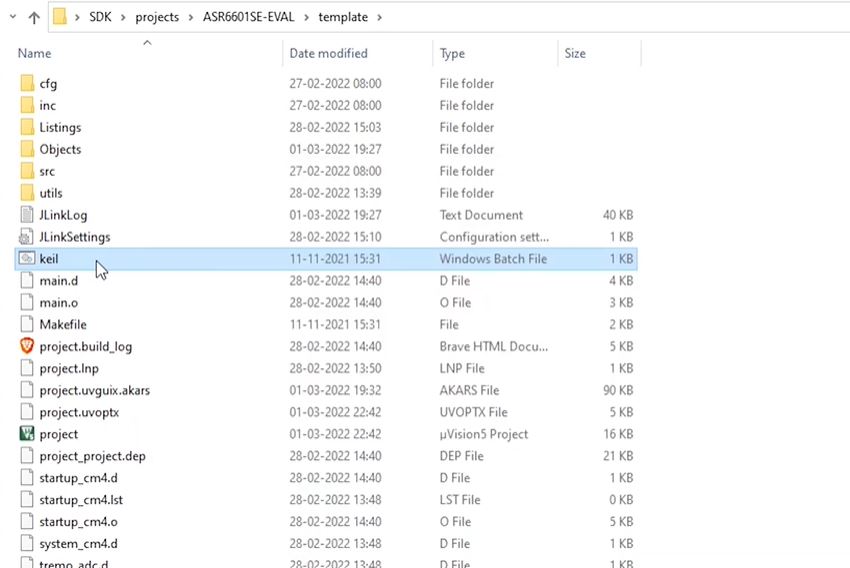 SDK > projects > ASR6601SE-EVAL > template >
Name Date modified Type Size
cfg 27-02-2022 08:00 File folder
inc 27-02-2022 08:00 File folder
Listings 28-02-2022 15:03 File folder
Objects 01-03-2022 19:27 File folder
src 27-02-2022 08:00 File folder
utils 28-02-2022 13:39 File folder
JLinkLog 01-03-2022 19:27 Text Document 40 KB
JLinkSettings 28-02-2022 15:10 Configuration sett... 1 KB
keil 11-11-2021 15:31 Windows Batch File 1 KB
main.d 28-02-2022 14:40 D File 4 KB
main.o 28-02-2022 14:40 O File 3 KB
Makefile 11-11-2021 15:31 File 2 KB
project.build_log 28-02-2022 14:40 Brave HTML Docu... 5 KB
project.lnp 28-02-2022 13:50 LNP File 1 KB
project.uvguix.akars 01-03-2022 19:32 AKARS File 90 KB
project.uvoptx 01-03-2022 22:42 UVOPTX File 5 KB
project 01-03-2022 22:42 µVision5 Project 16 KB
project_project.dep 28-02-2022 14:40 DEP File 21 KB
startup_cm4.d 28-02-2022 14:40 D File 1 KB
startup_cm4.lst 28-02-2022 13:48 LST File 0 KB
startup_cm4.o 28-02-2022 14:40 O File 5 KB
system_cm4.d 28-02-2022 13:48 D File 1 KB
tremo_adc.d 28-02-2022 13:48 D File 1 KB